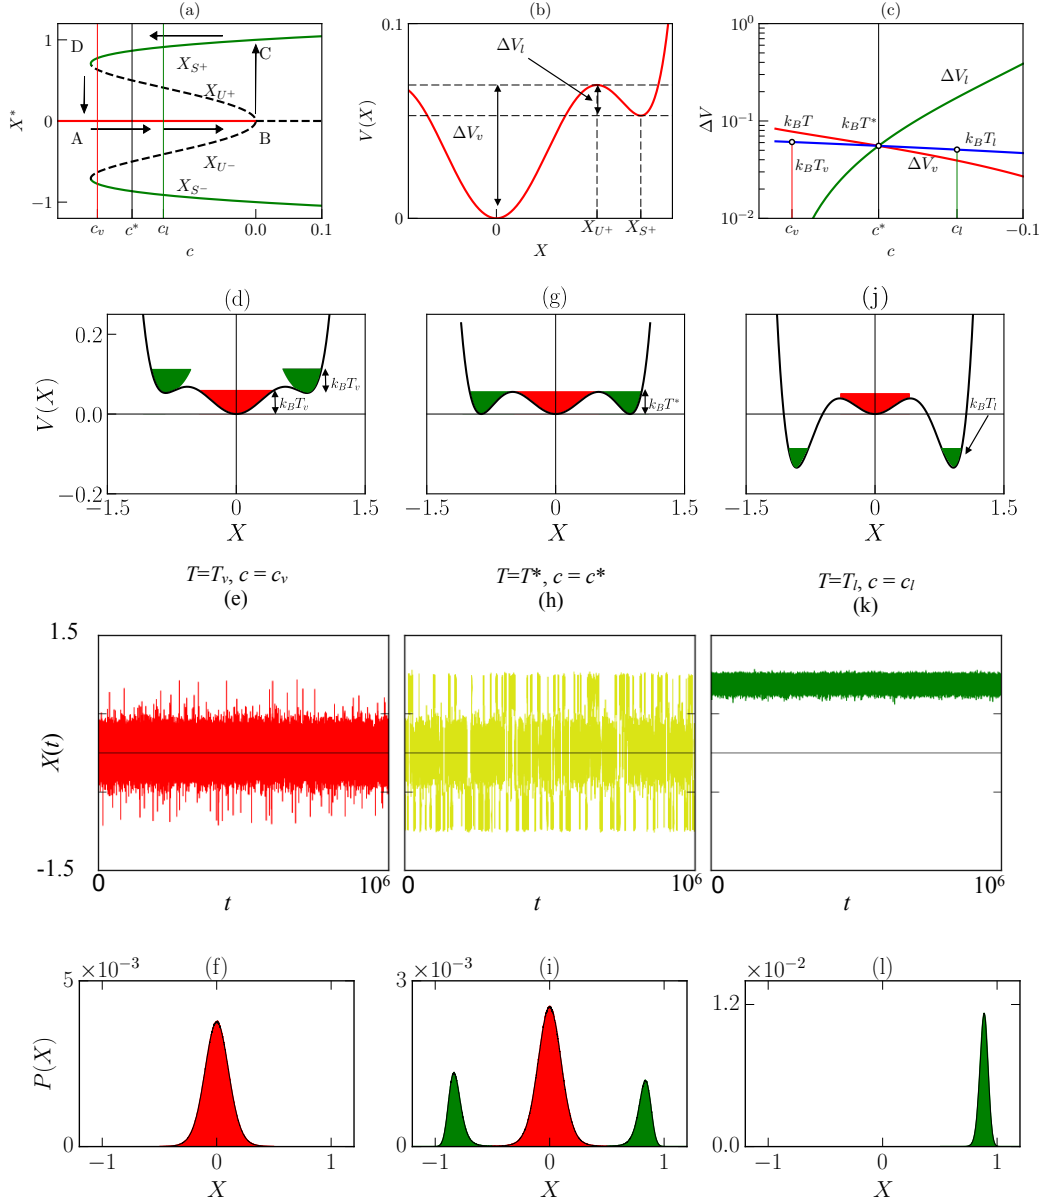 (a)
1
0
−1
X*
D
C
A
B
X_{S+}
X_{U+}
X_{U−}
X_{S−}
c_v
c*
c_l
0.0
0.1
c
(b)
0.1
0
V(X)
ΔV_l
ΔV_v
0
X_{U+}
X_{S+}
X
(c)
10^0
10^{−1}
10^{−2}
ΔV
ΔV_l
k_BT
k_BT*
k_BT_l
k_BT_v
ΔV_v
c_v
c*
c_l
−0.1
c
(d)
0.2
0.0
−0.2
V(X)
k_BT_v
k_BT_v
−1.5
0
1.5
X
(g)
k_BT*
−1.5
0
1.5
X
(j)
k_BT_l
−1.5
0
1.5
X
T=T_v, c = c_v
(e)
T=T*, c = c*
(h)
T=T_l, c = c_l
(k)
1.5
X(t)
-1.5
0
10^6
t
0
10^6
t
0
10^6
t
(f)
×10^{−3}
5
0
P(X)
−1
0
1
X
(i)
×10^{−3}
3
0
−1
0
1
X
(l)
×10^{−2}
1.2
0.0
−1
0
1
X